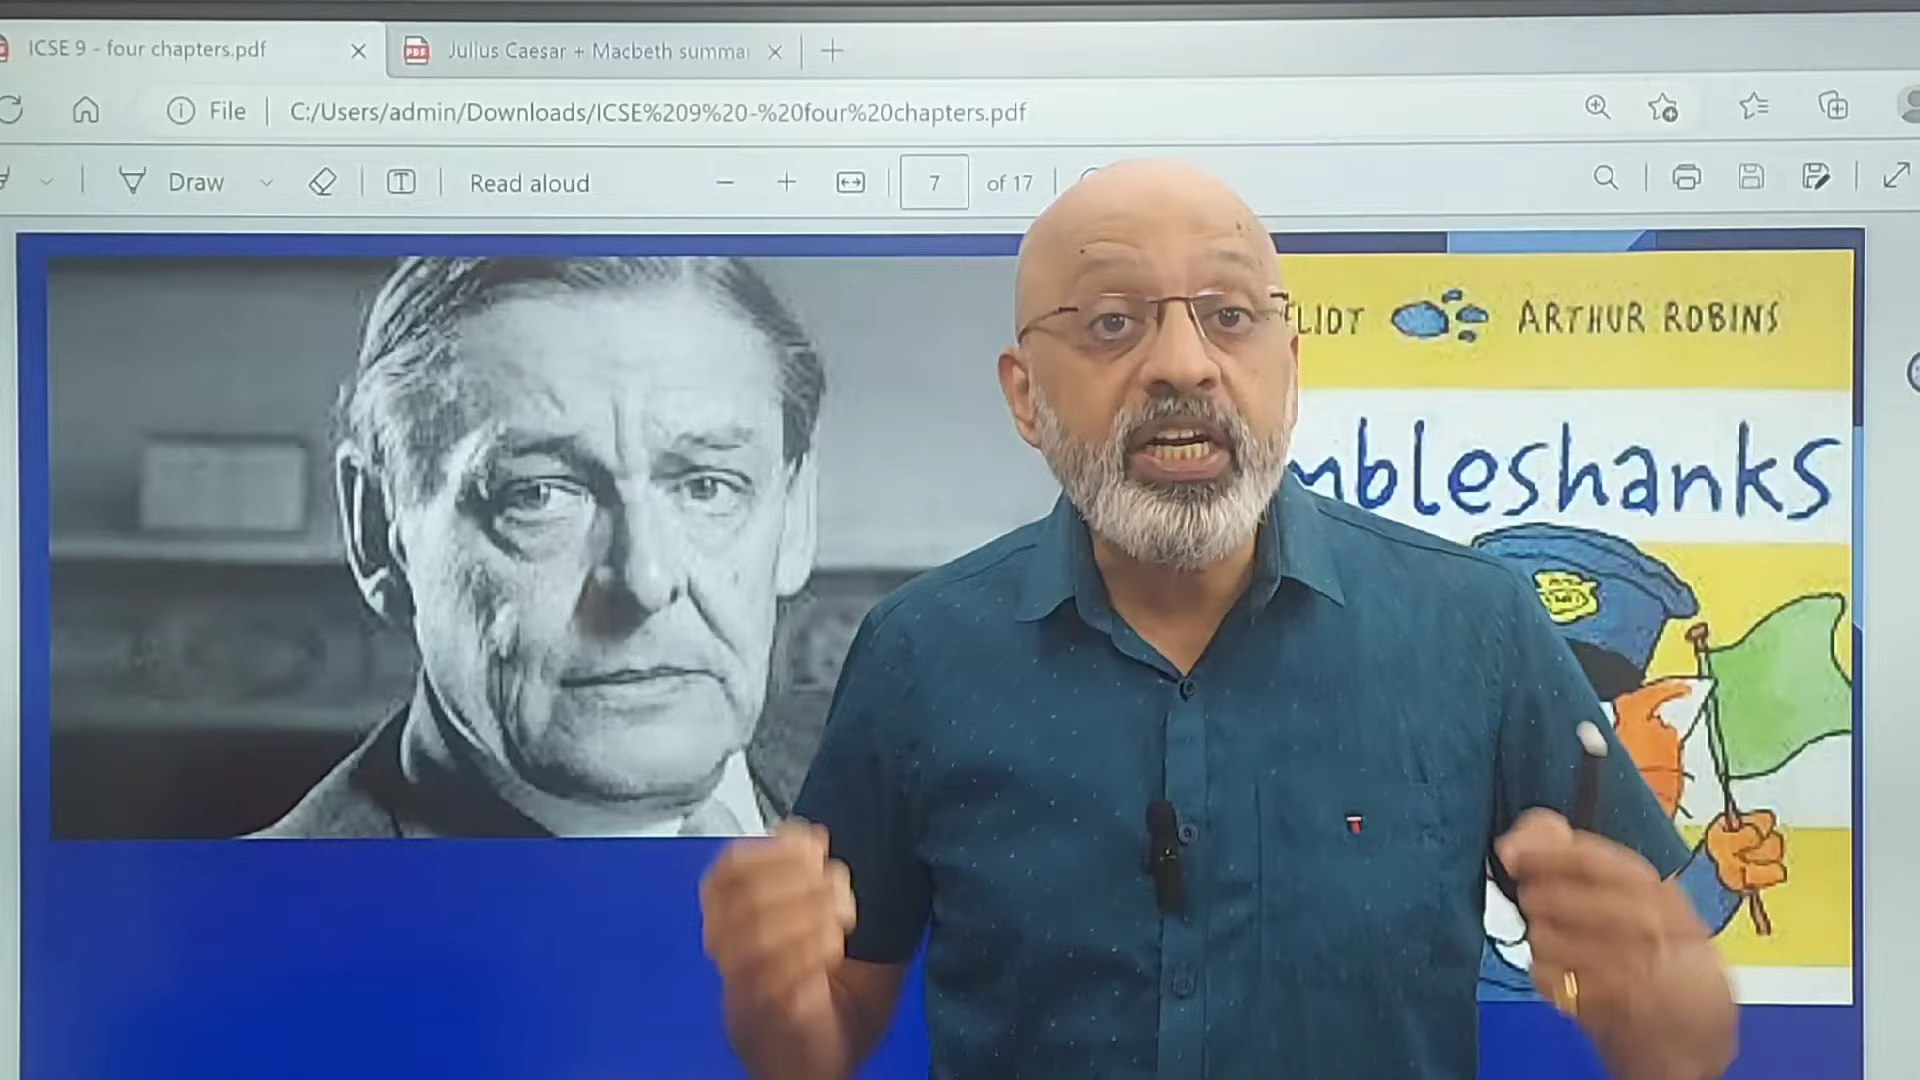 ICSE 9 - four chapters.pdf
PDF Julius Caesar + Macbeth summa
File C:/Users/admin/Downloads/ICSE%209%20-%20four%20chapters.pdf
Draw T Read aloud 7 of 17
ARTHUR ROBINS